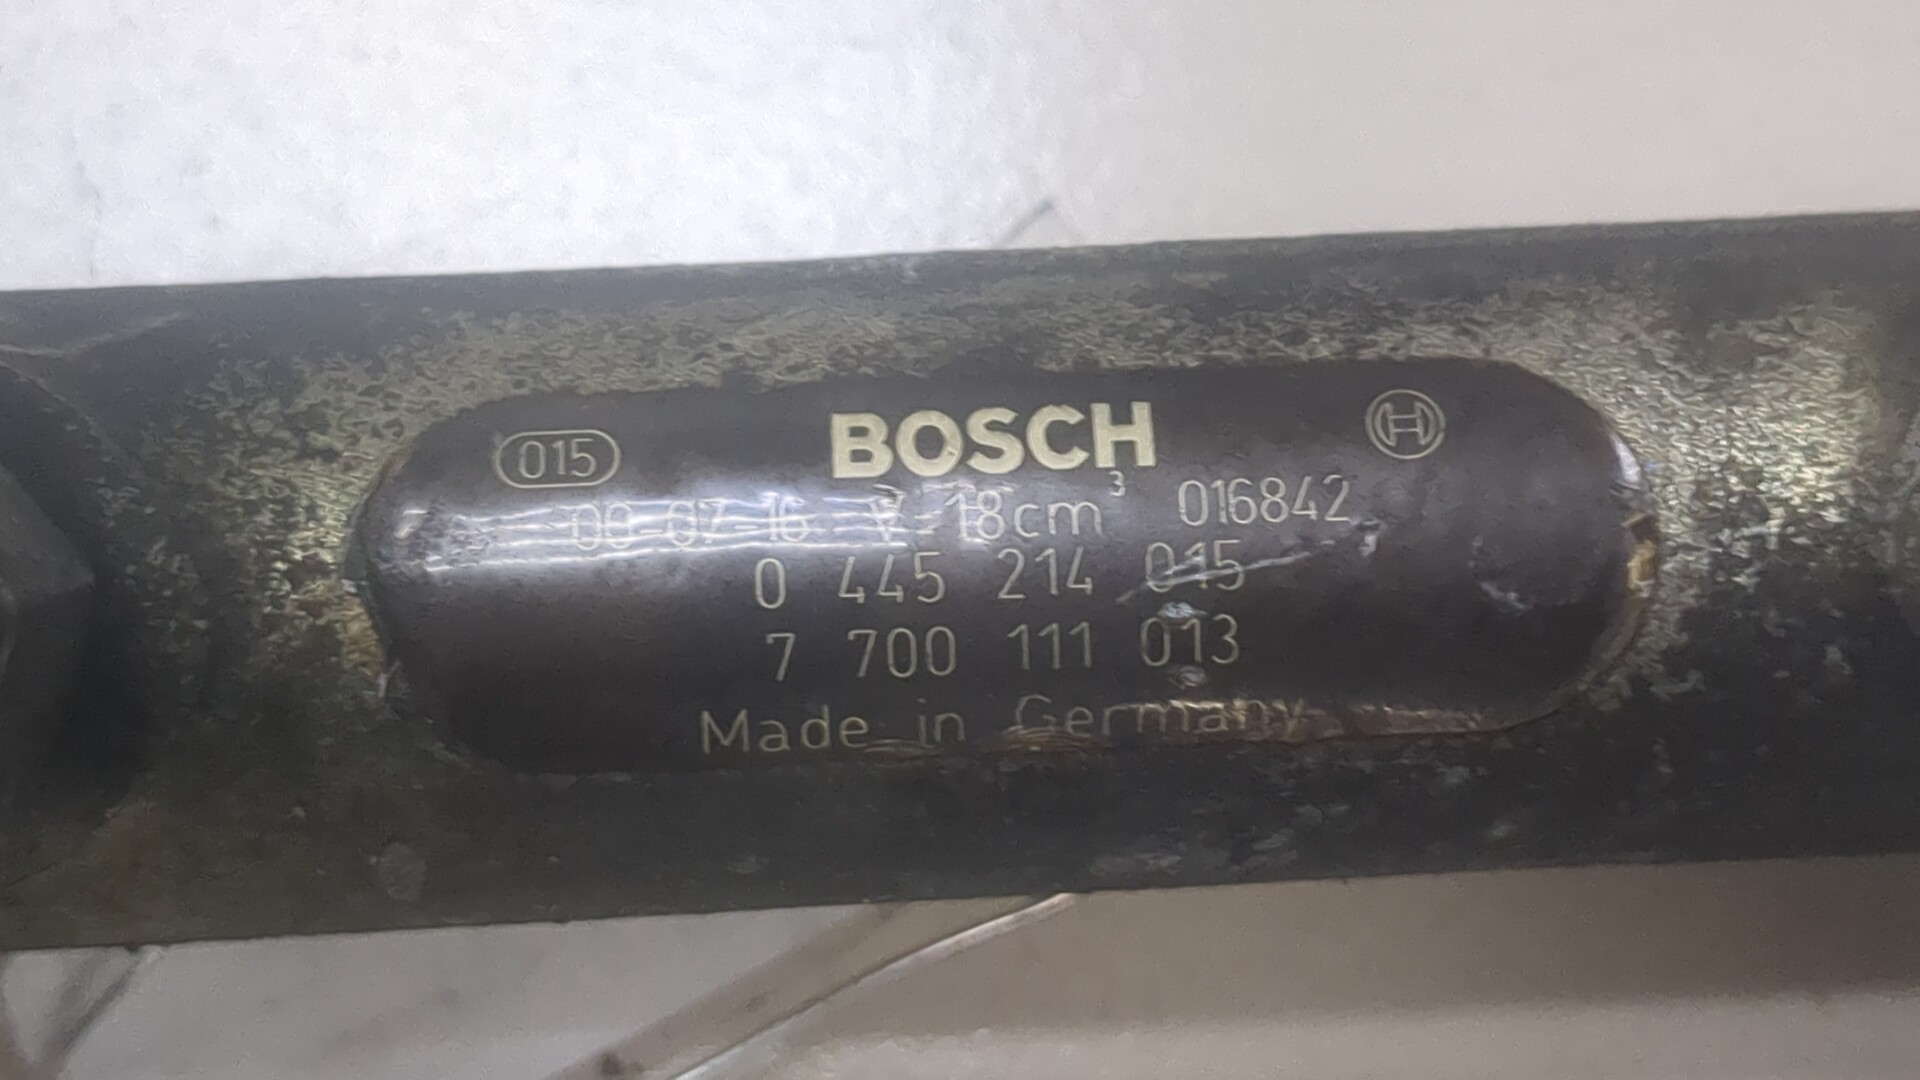 015 BOSCH
00-07-16 V=18cm³ 016842
0 445 214 015
7 700 111 013
Made in Germany